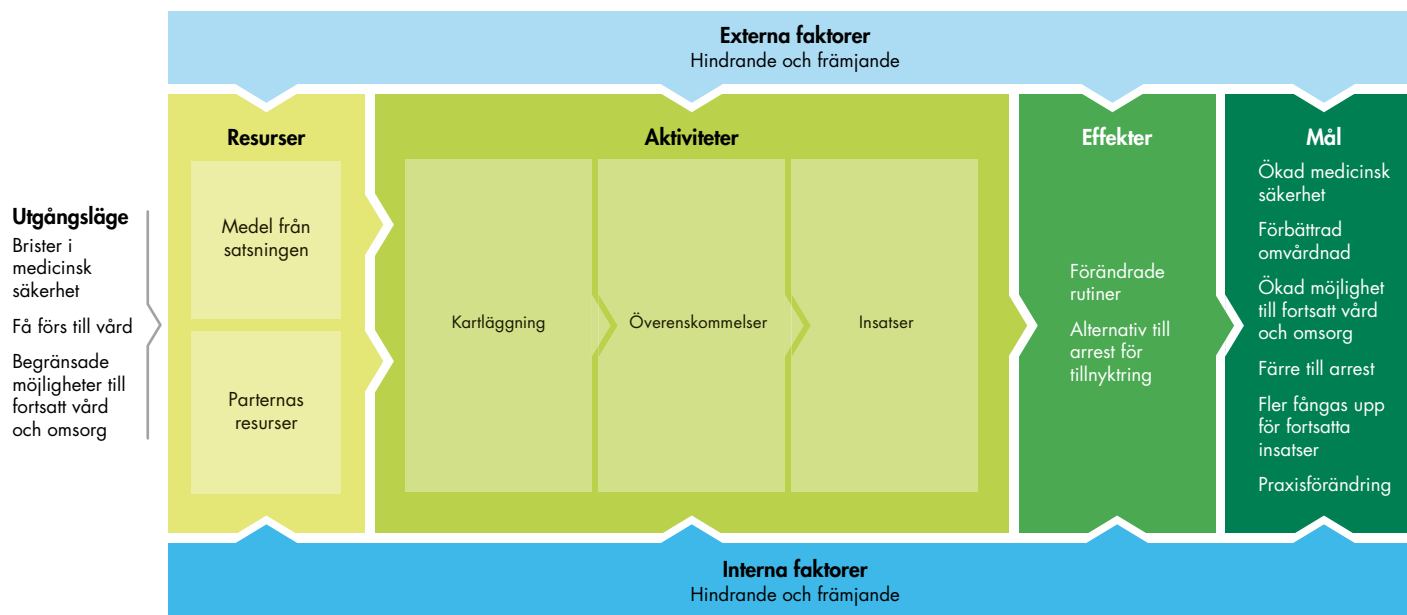 Externa faktorer
Hindrande och främjande
Utgångsläge
Brister i
medicinsk
säkerhet
Få förs till vård
Begränsade
möjligheter till
fortsatt vård
och omsorg
Resurser
Medel från
satsningen
Parternas
resurser
Aktiviteter
Kartläggning
Överenskommelser
Insatser
Effekter
Förändrade
rutiner
Alternativ till
arrest för
tillnyktring
Mål
Ökad medicinsk
säkerhet
Förbättrad
omvårdnad
Ökad möjlighet
till fortsatt vård
och omsorg
Färre till arrest
Fler fångas upp
för fortsatta
insatser
Praxisförändring
Interna faktorer
Hindrande och främjande